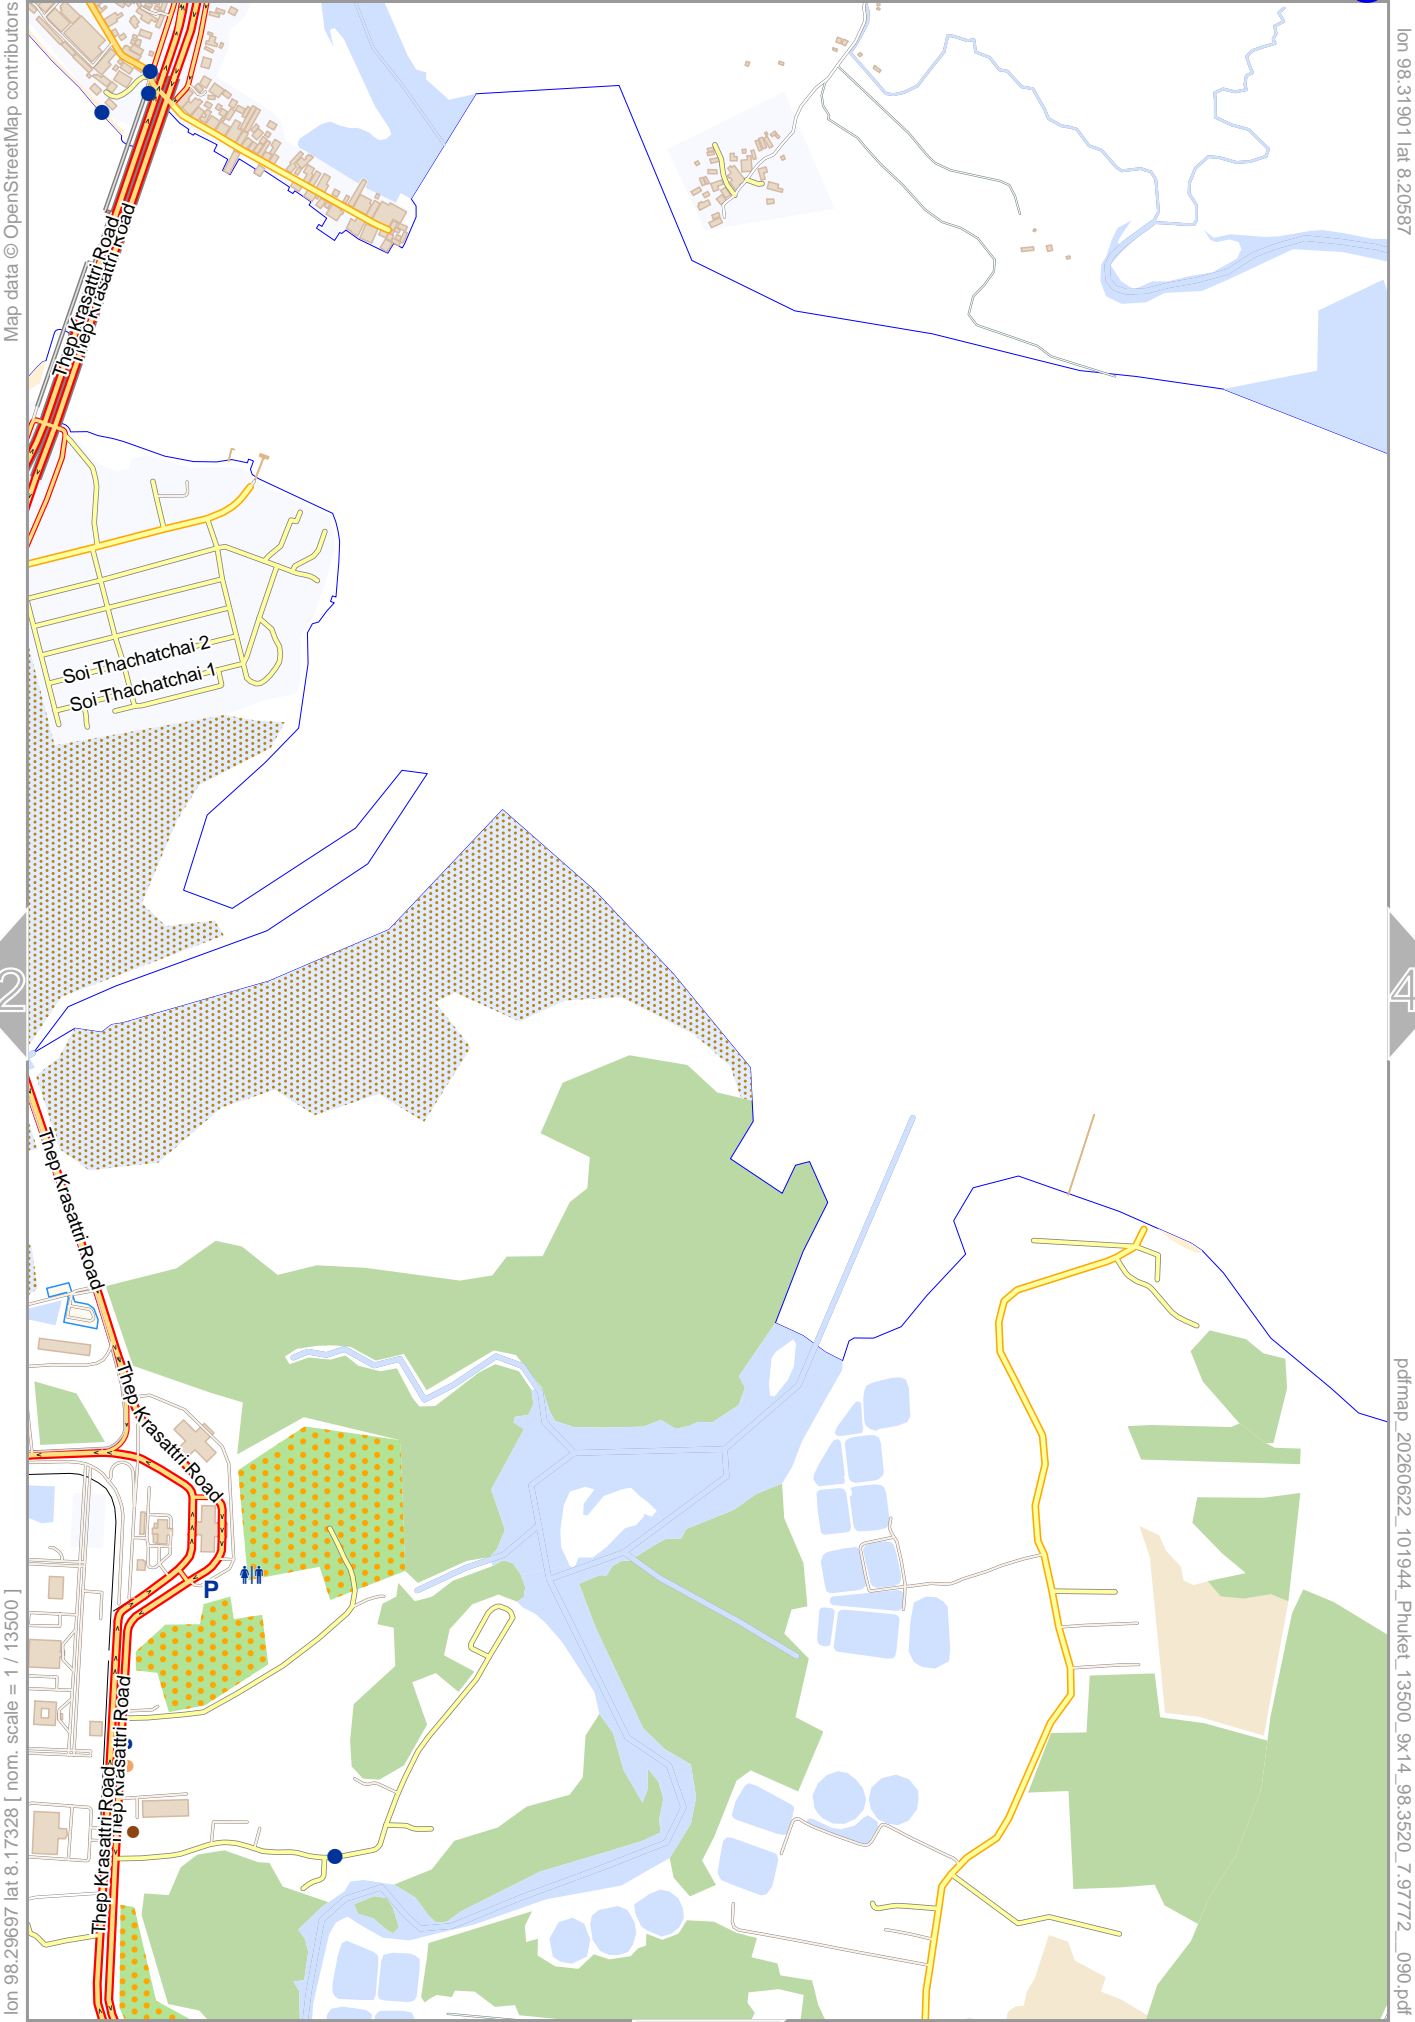 Map data © OpenStreetMap contributors
lon 98.31901 lat 8.20587
Thep Krasattri Road
Thep Krasattri Road
Soi Thachatchai 2
Soi Thachatchai 1
2
4
Thep Krasattri Road
Thep Krasattri Road
P
Thep Krasattri Road
Thep Krasattri Road
lon 98.29697 lat 8.17328 [ nom. scale = 1 / 13500 ]
pdfmap_20260622_101944_Phuket_13500_9x14_98.3520_7.97772__090.pdf